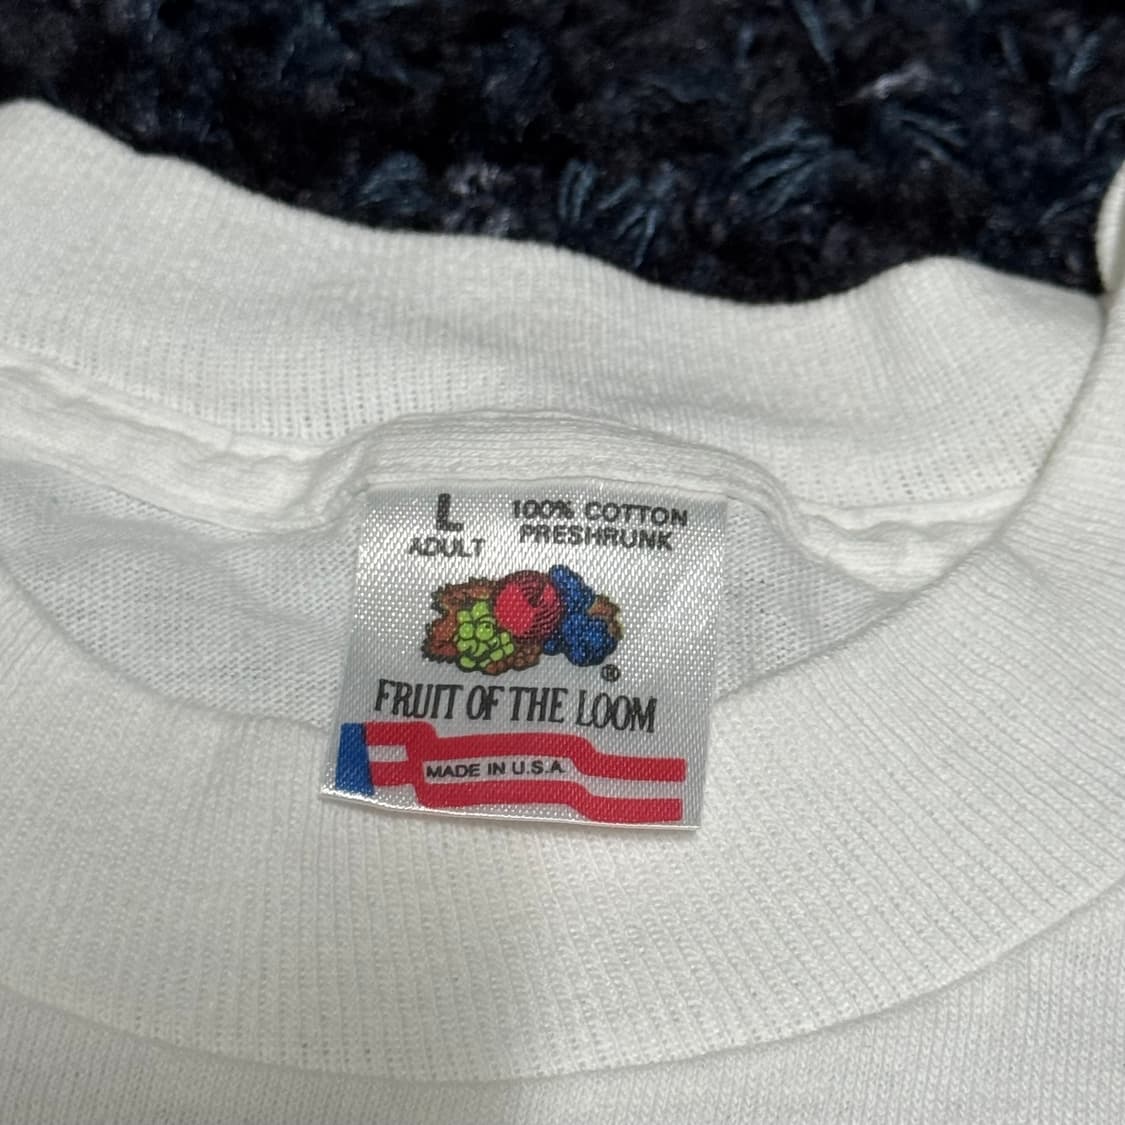 L
ADULT
100% COTTON
PRESHRUNK
®
FRUIT OF THE LOOM
MADE IN U.S.A.